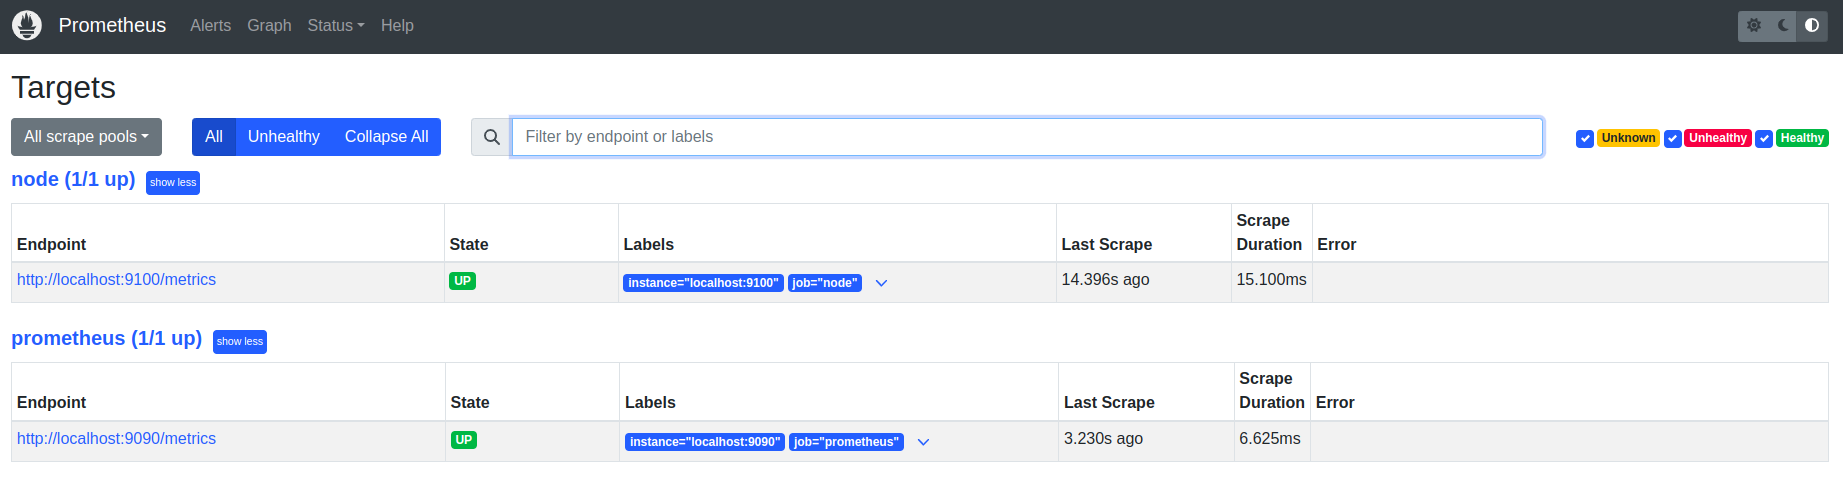 Prometheus Alerts Graph Status Help
Targets
All scrape pools All Unhealthy Collapse All Filter by endpoint or labels Unknown Unhealthy Healthy
node (1/1 up) show less
Endpoint State Labels Last Scrape Scrape Duration Error
http://localhost:9100/metrics UP instance="localhost:9100" job="node" 14.396s ago 15.100ms
prometheus (1/1 up) show less
Endpoint State Labels Last Scrape Scrape Duration Error
http://localhost:9090/metrics UP instance="localhost:9090" job="prometheus" 3.230s ago 6.625ms